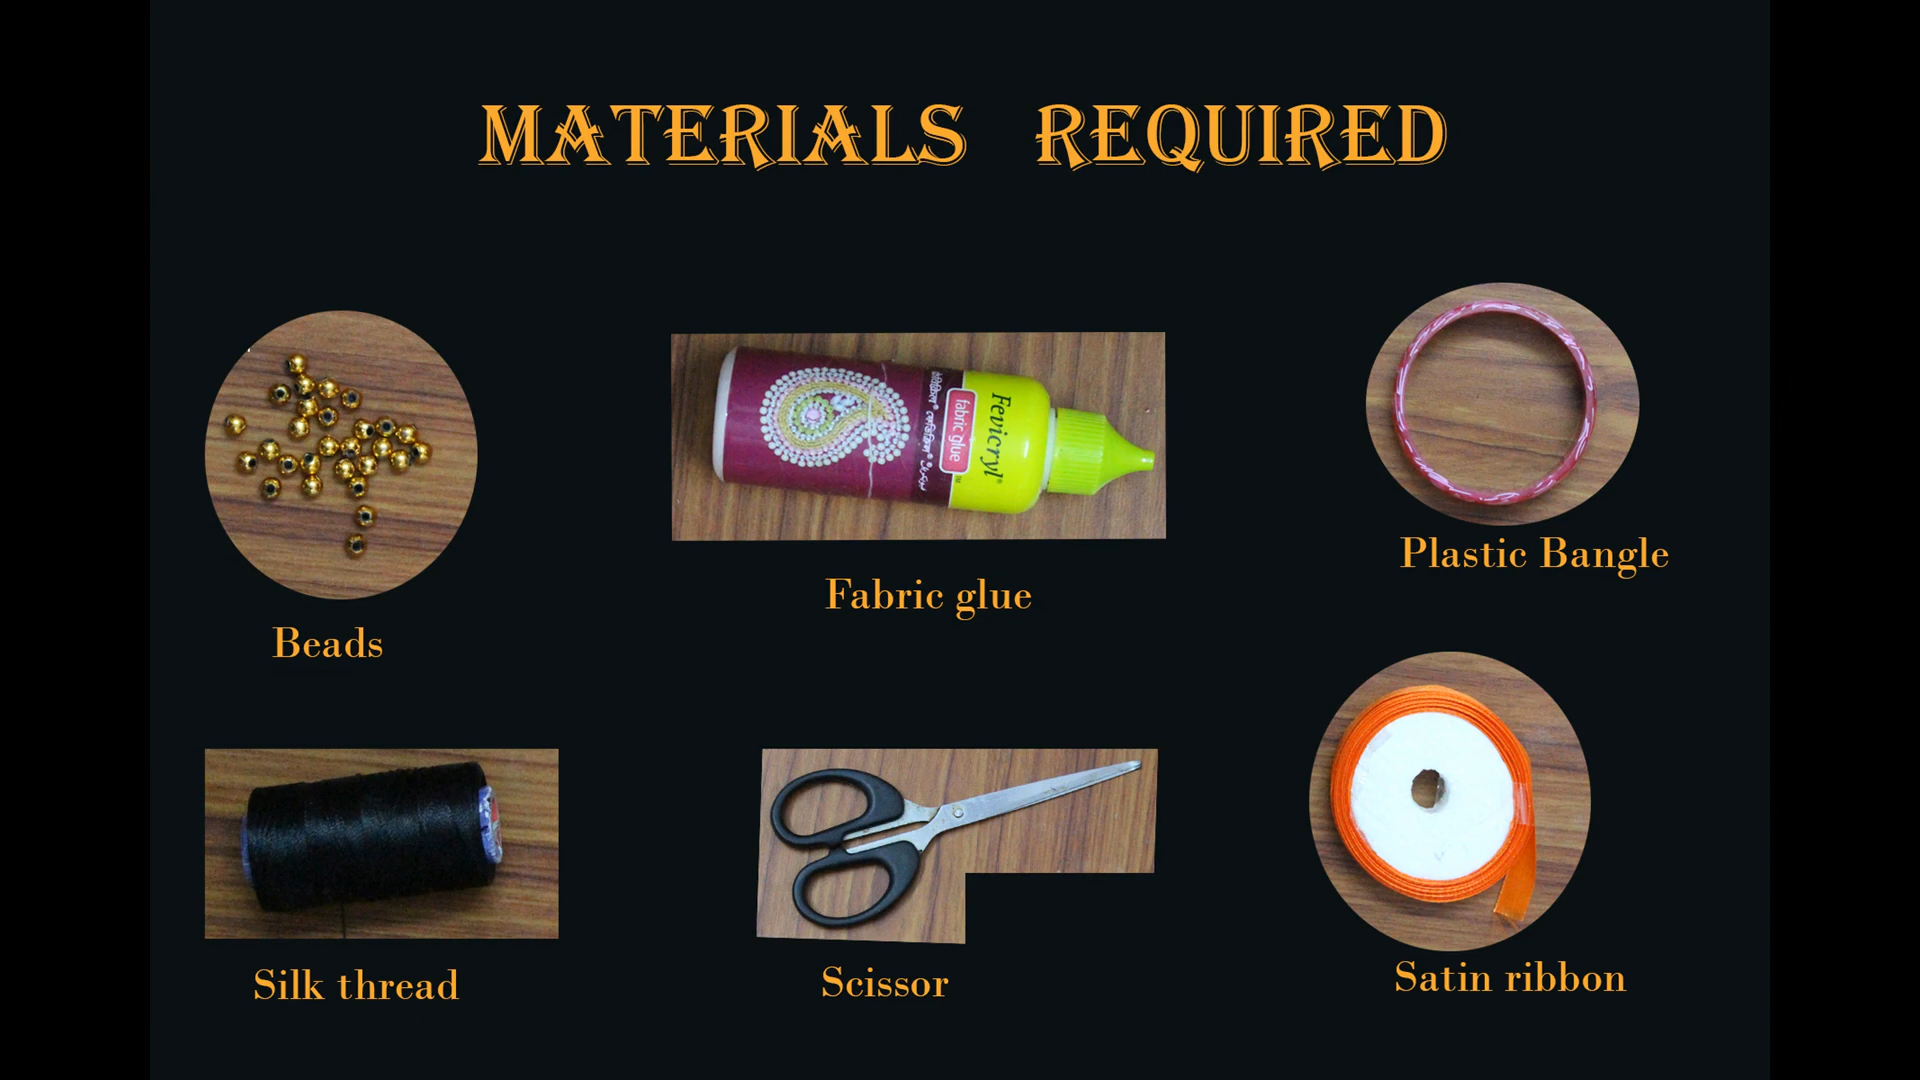 MATERIALS REQUIRED
Fevicryl®
fabric glue
Plastic Bangle
Fabric glue
Beads
Silk thread
Scissor
Satin ribbon